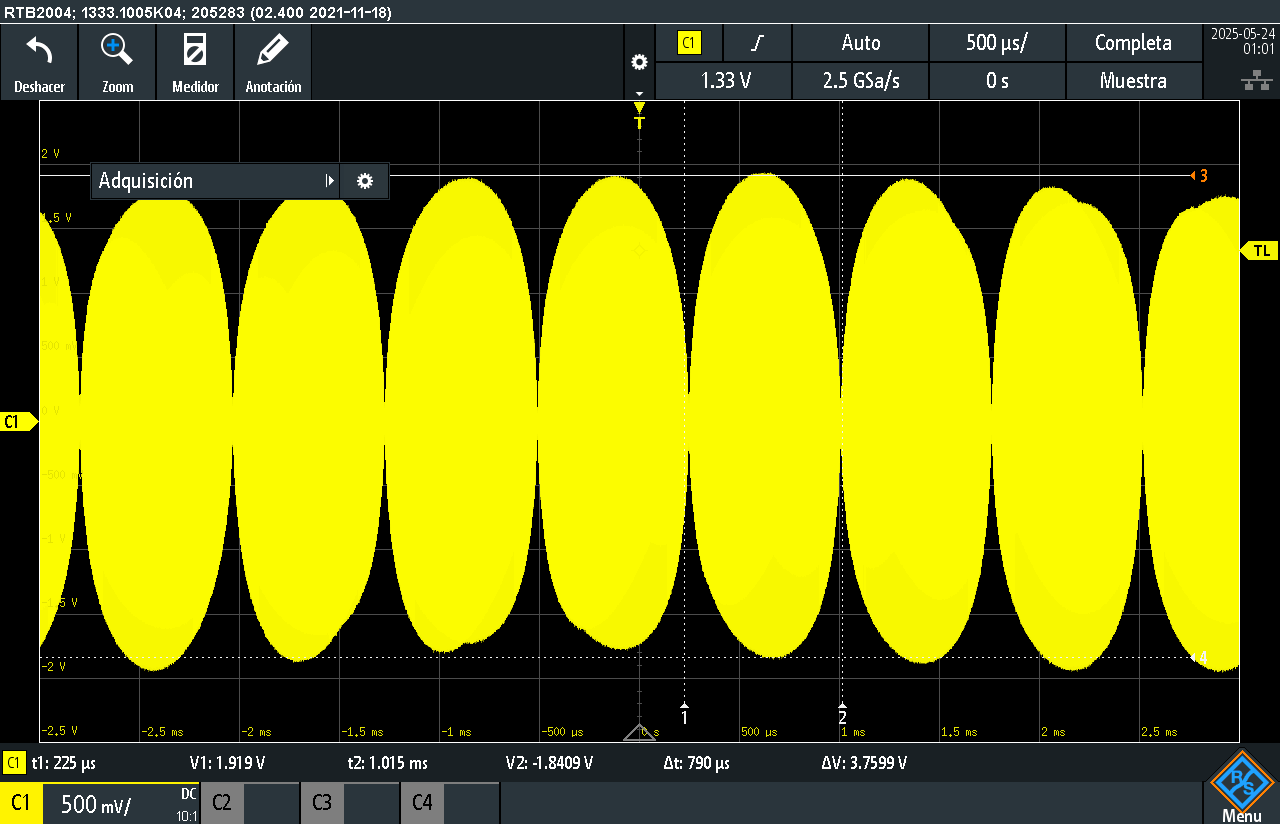 RTB2004; 1333.1005K04; 205283 (02.400 2021-11-18)
Deshacer Zoom Medidor Anotación
C1 Auto 500 µs/ Completa
1.33 V 2.5 GSa/s 0 s Muestra
2025-05-24
01:01
T
2 V
Adquisición
3
1.5 V
TL
1 V
500 mV
0 V
C1
-500 mV
-1 V
-1.5 V
-2 V
4
1 2
-2.5 V -2.5 ms -2 ms -1.5 ms -1 ms -500 µs 0 s 500 µs 1 ms 1.5 ms 2 ms 2.5 ms
C1 t1: 225 µs V1: 1.919 V t2: 1.015 ms V2: -1.8409 V Δt: 790 µs ΔV: 3.7599 V
C1 500 mV/ DC 10:1 C2 C3 C4
R S
Menu